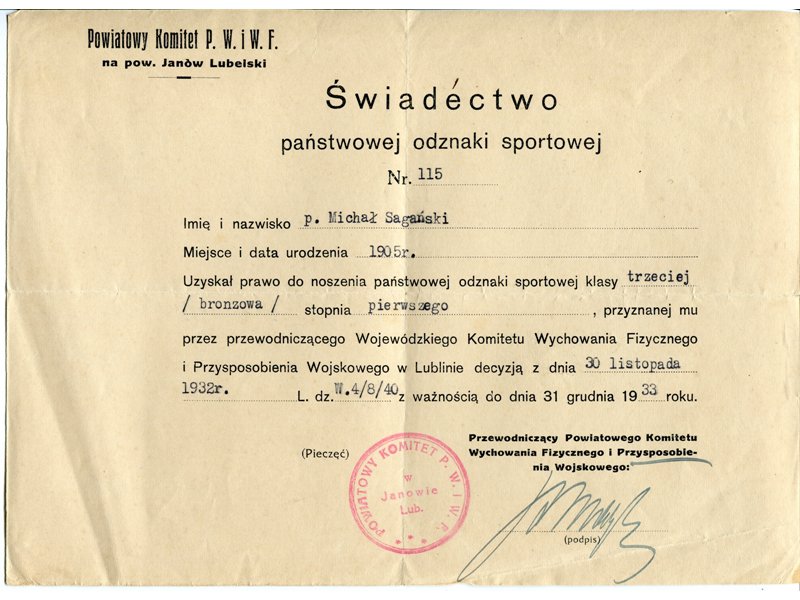 Powiatowy Komitet P. W. i W. F.
na pow. Janòw Lubelski
Świadéctwo
państwowej odznaki sportowej
Nr. 115
Imię i nazwisko p. Michał Sagański
Miejsce i data urodzenia 1905r.
Uzyskał prawo do noszenia państwowej odznaki sportowej klasy trzeciej
/ bronzowa / stopnia pierwszego , przyznanej mu
przez przewodniczącego Wojewódzkiego Komitetu Wychowania Fizycznego
i Przysposobienia Wojskowego w Lublinie decyzją z dnia 30 listopada
1932r. L. dz. W.4/8/40 z ważnością do dnia 31 grudnia 1933 roku.
Przewodniczący Powiatowego Komitetu
Wychowania Fizycznego i Przysposobie-
nia Wojskowego:
(Pieczęć)
POWIATOWY KOMITET P. W. i W. F.
w
Janowie
Lub.
(podpis)